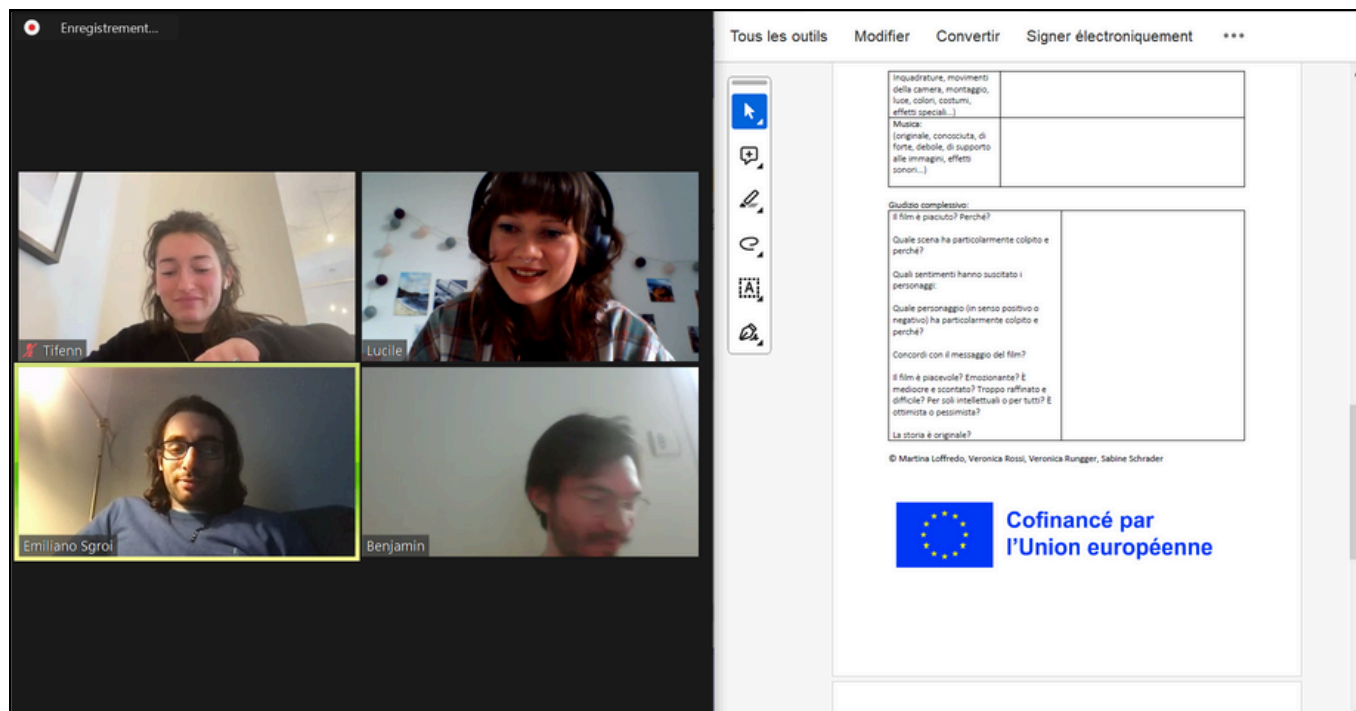 Enregistrement...
Tifenn
Lucile
Emiliano Sgroi
Benjamin
Tous les outils Modifier Convertir Signer électroniquement
Inquadrature, movimenti
della camera, montaggio,
luce, colori, costumi,
effetti speciali...)
Musica:
(originale, conosciuta, di
forte, debole, di supporto
alle immagini, effetti
sonori...)
Giudizio complessivo:
Il film è piaciuto? Perché?
Quale scena ha particolarmente colpito e
perché?
Quali sentimenti hanno suscitato i
personaggi:
Quale personaggio (in senso positivo o
negativo) ha particolarmente colpito e
perché?
Concordi con il messaggio del film?
Il film è piacevole? Emozionante? È
mediocre e scontato? Troppo raffinato e
difficile? Per soli intellettuali o per tutti? È
ottimista o pessimista?
La storia è originale?
© Martina Loffredo, Veronica Rossi, Veronica Rungger, Sabine Schrader
Cofinancé par
l'Union européenne